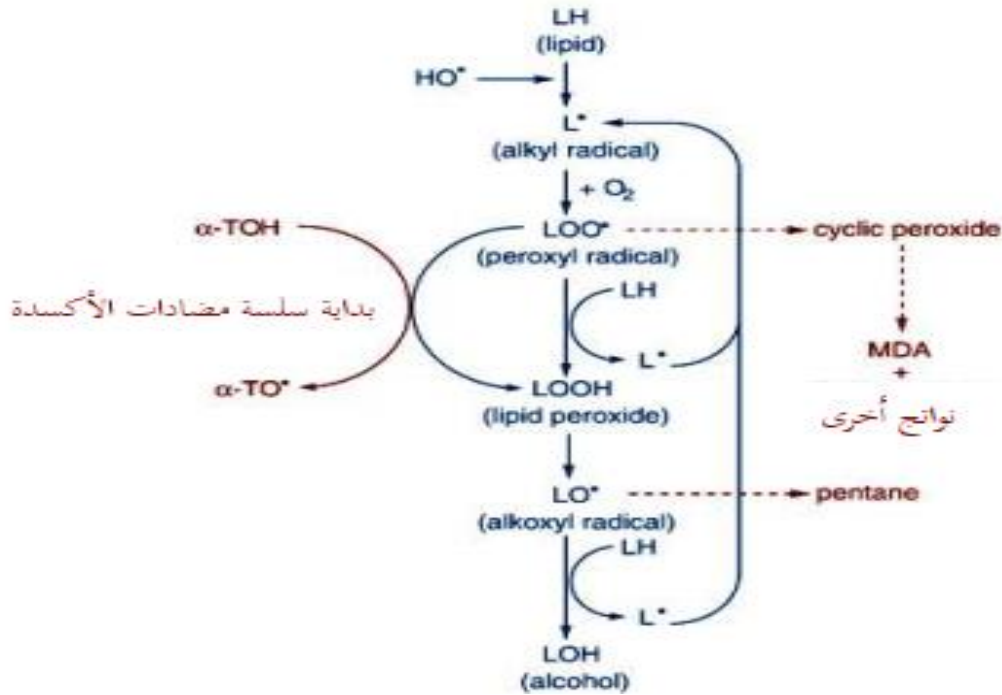 LH
(lipid)
HO•
L•
(alkyl radical)
+ O₂
α-TOH
LOO•
cyclic peroxide
(peroxyl radical)
LH
بداية سلسة مضادات الأكسدة
L•
MDA
+
α-TO•
LOOH
(lipid peroxide)
نواتج أخرى
LO•
pentane
(alkoxyl radical)
LH
L•
LOH
(alcohol)